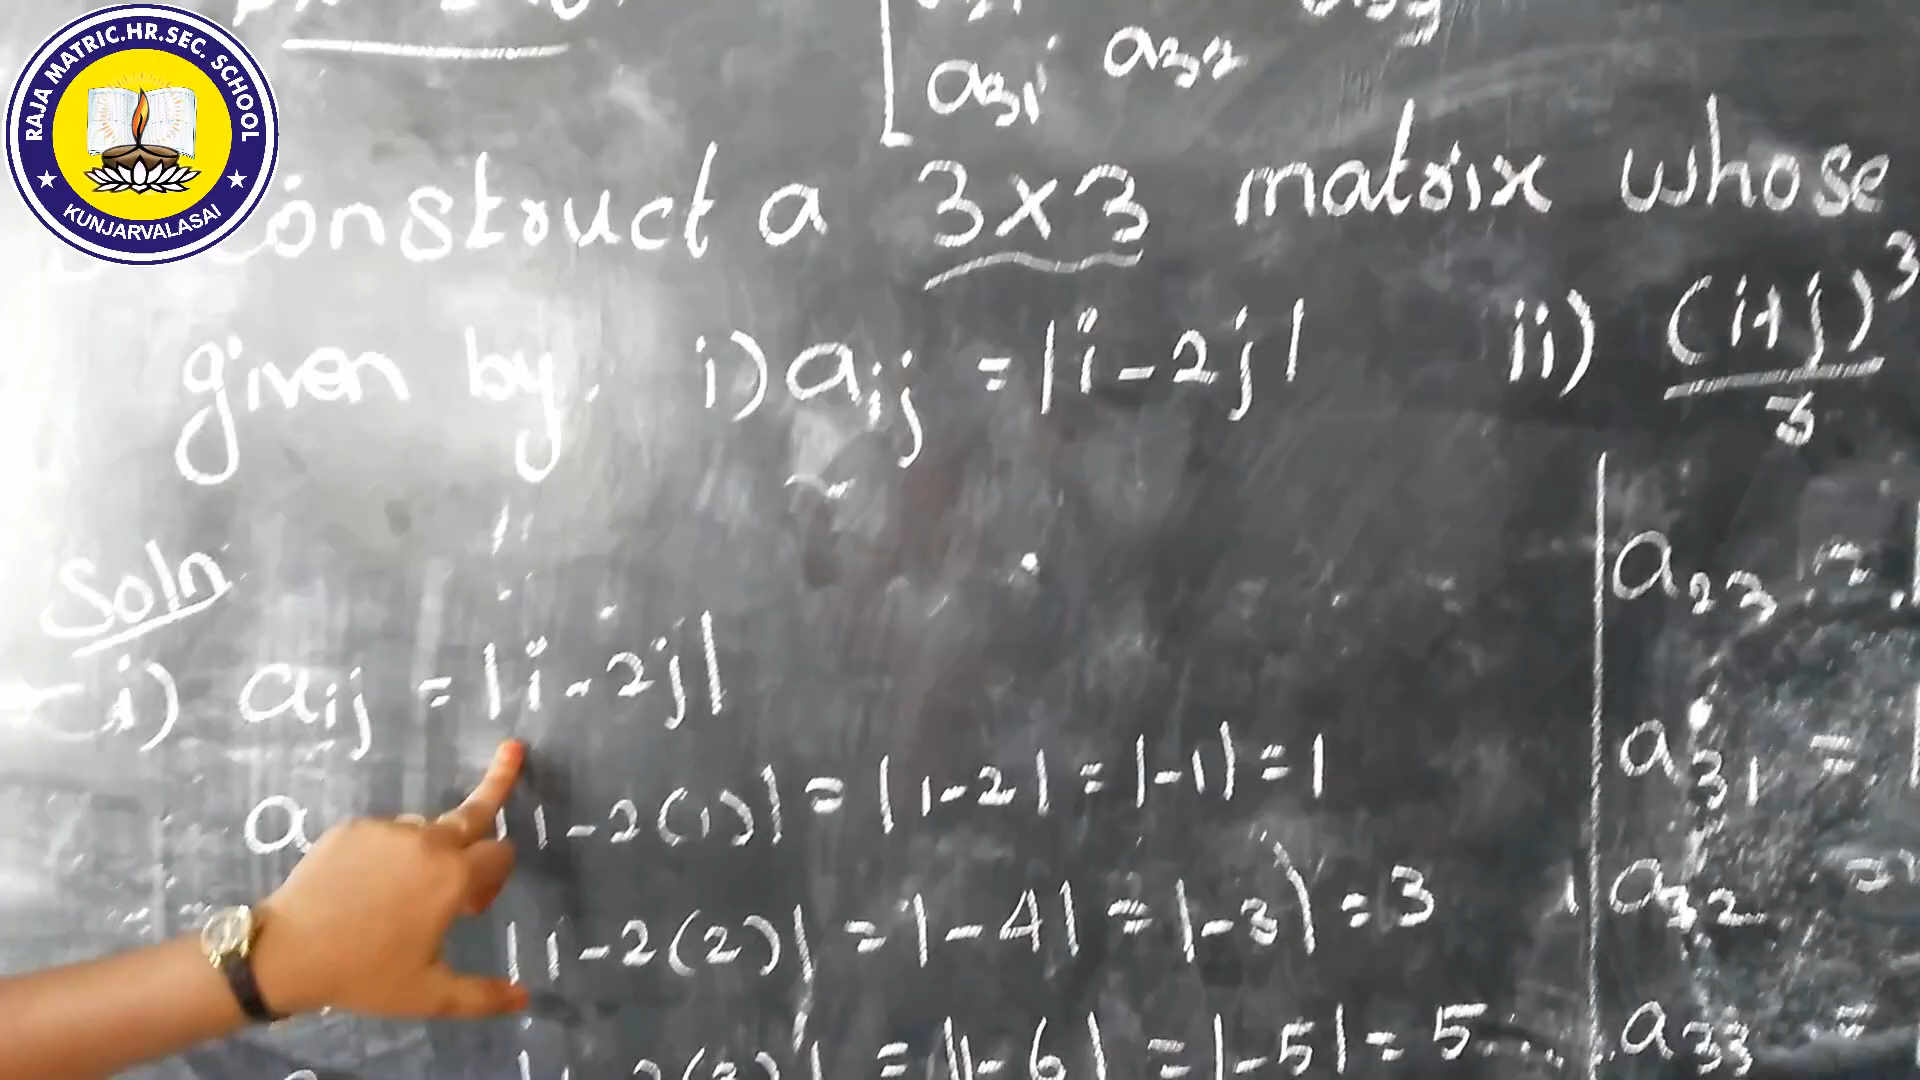 RAJA MATRIC.HR.SEC. SCHOOL
KUNJARVALASAI
a31 a32
Construct a 3×3 matrix whose
given by: i) aij = |i-2j| ii) (i+j)³/3
Soln
i) aij = |i-2j|
a |1-2(1)| = |1-2| = |-1| = 1
|1-2(2)| = |-4| = |-3| = 3
= |1-6| = |-5| = 5
a23 =
a31 =
a32 =
a33 =